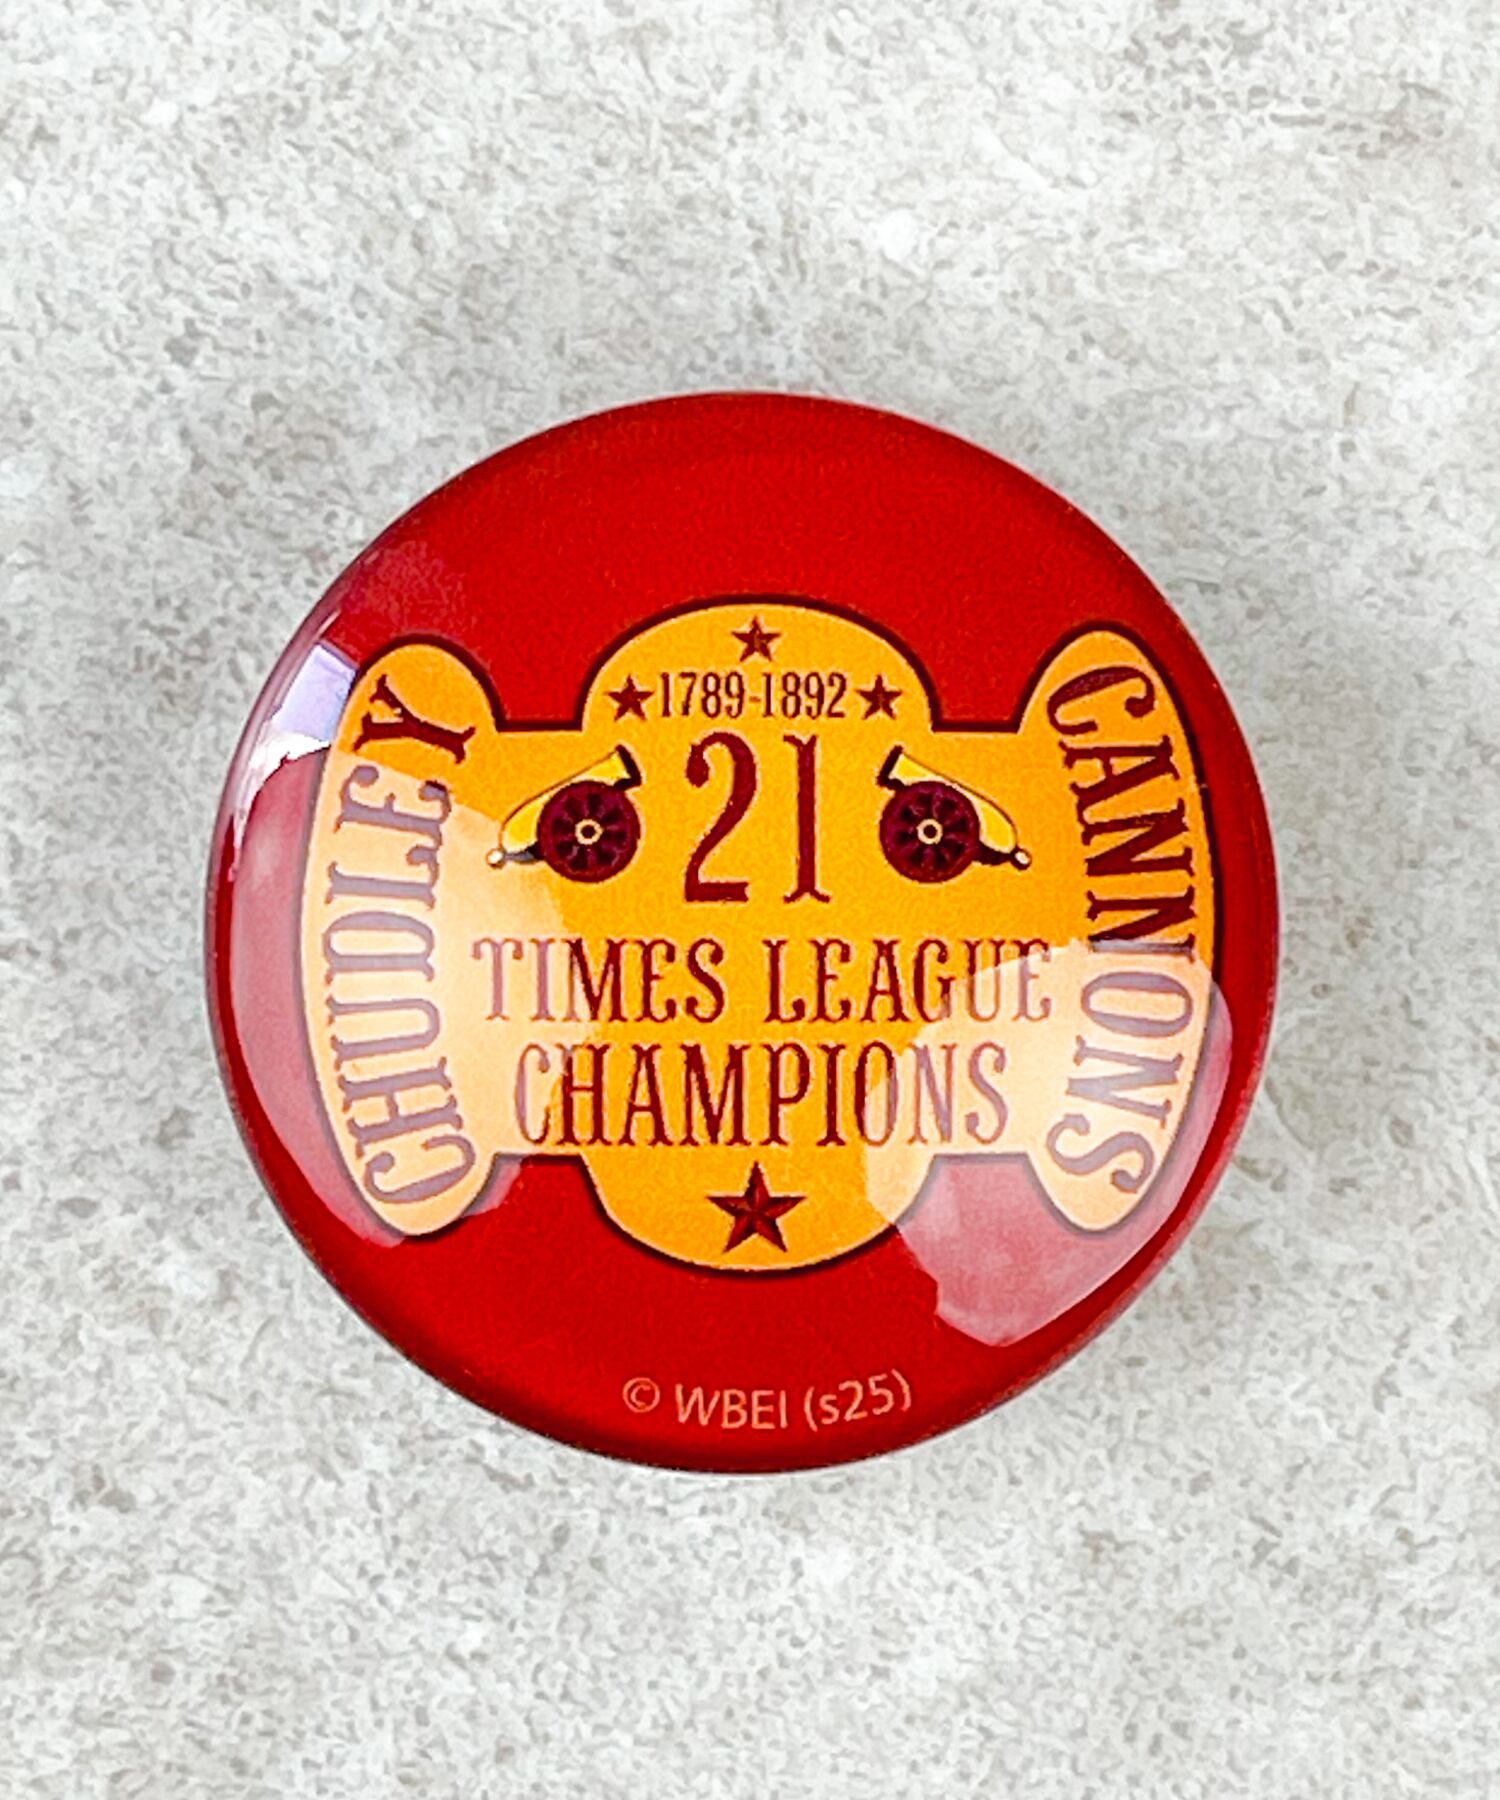 CHUDLEY
1789-1892
21
TIMES LEAGUE
CHAMPIONS
CANNONS
© WBEI (s25)